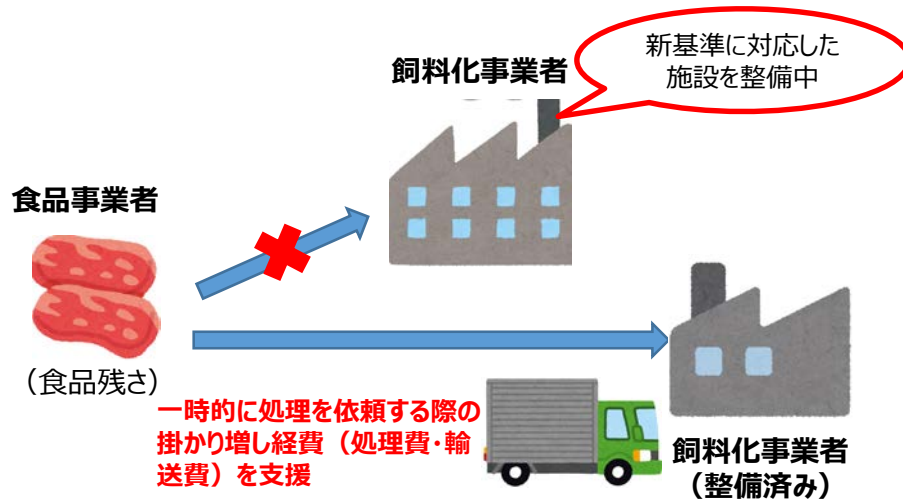 新基準に対応した
施設を整備中
飼料化事業者
食品事業者
（食品残さ）
一時的に処理を依頼する際の
掛かり増し経費（処理費・輸
送費）を支援
飼料化事業者
（整備済み）